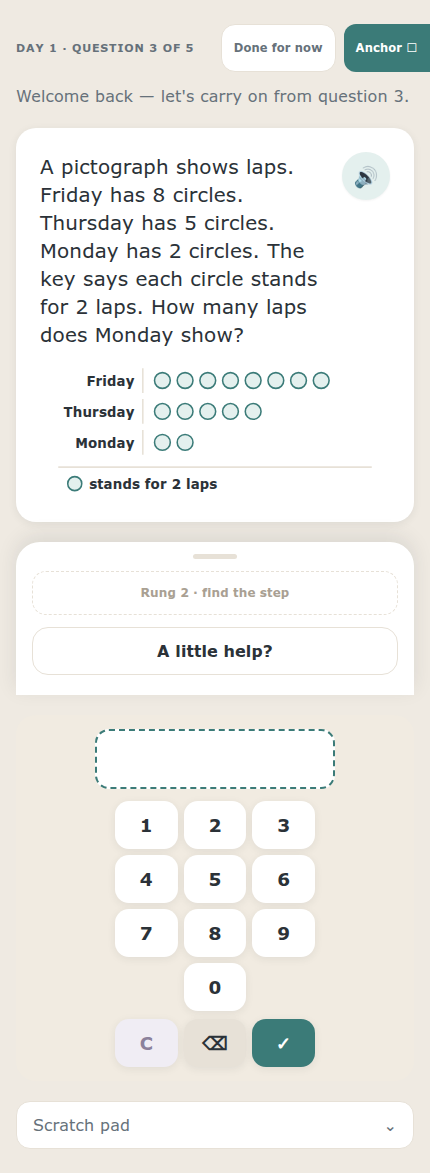 DAY 1 · QUESTION 3 OF 5
Done for now
Anchor ☐
Welcome back — let's carry on from question 3.
A pictograph shows laps.
Friday has 8 circles.
Thursday has 5 circles.
Monday has 2 circles. The
key says each circle stands
for 2 laps. How many laps
does Monday show?
Friday
Thursday
Monday
stands for 2 laps
Rung 2 · find the step
A little help?
1 2 3
4 5 6
7 8 9
0
C ⌫ ✓
Scratch pad